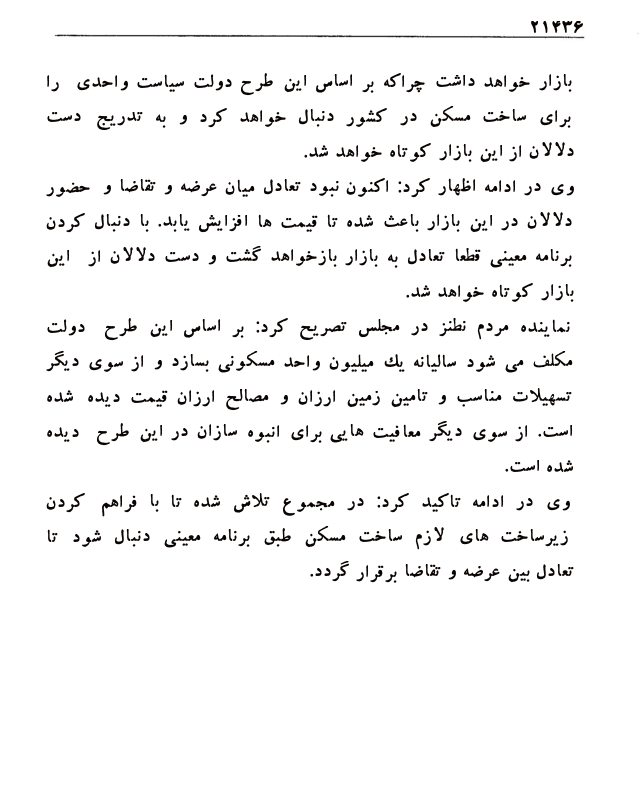 ۲۱۴۳۶
بازار خواهد داشت چراکه بر اساس این طرح دولت سیاست واحدی را
برای ساخت مسکن در کشور دنبال خواهد کرد و به تدریج دست
دلالان از این بازار کوتاه خواهد شد.
وی در ادامه اظهار کرد: اکنون نبود تعادل میان عرضه و تقاضا و حضور
دلالان در این بازار باعث شده تا قیمت ها افزایش یابد. با دنبال کردن
برنامه معینی قطعا تعادل به بازار بازخواهد گشت و دست دلالان از این
بازار کوتاه خواهد شد.
نماینده مردم نطنز در مجلس تصریح کرد: بر اساس این طرح دولت
مکلف می شود سالیانه یك میلیون واحد مسکونی بسازد و از سوی دیگر
تسهیلات مناسب و تامین زمین ارزان و مصالح ارزان قیمت دیده شده
است. از سوی دیگر معافیت هایی برای انبوه سازان در این طرح دیده
شده است.
وی در ادامه تاکید کرد: در مجموع تلاش شده تا با فراهم کردن
زیرساخت های لازم ساخت مسکن طبق برنامه معینی دنبال شود تا
تعادل بین عرضه و تقاضا برقرار گردد.